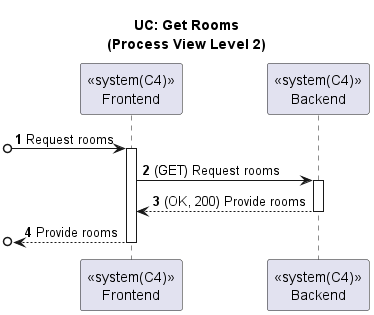 UC: Get Rooms
(Process View Level 2)
«system(C4)»
Frontend
«system(C4)»
Backend
1 Request rooms
2 (GET) Request rooms
3 (OK, 200) Provide rooms
4 Provide rooms
«system(C4)»
Frontend
«system(C4)»
Backend